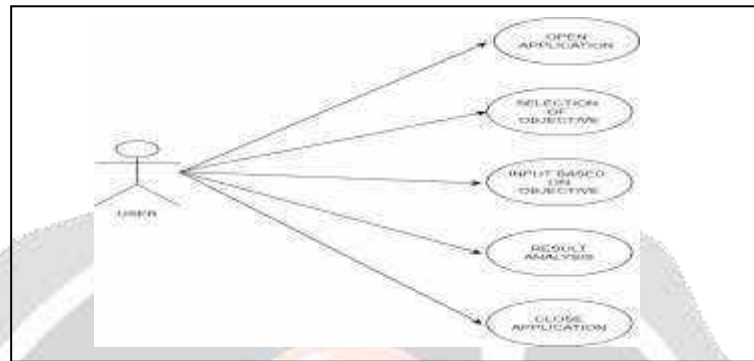 OPEN
APPLICATION
SELECTION
OF
OBJECTIVE
INPUT BASED
ON
OBJECTIVE
USER
RESULT
ANALYSIS
CLOSE
APPLICATION